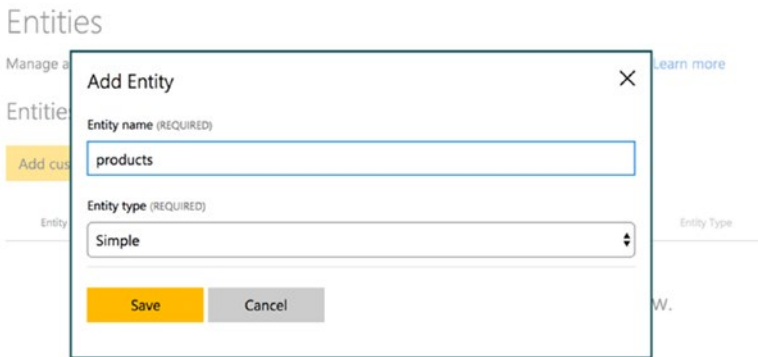 Entities
Manage a
Learn more
Entities
Add cus
Entity
Entity Type
w.
Add Entity
Entity name (REQUIRED)
products
Entity type (REQUIRED)
Simple
Save Cancel